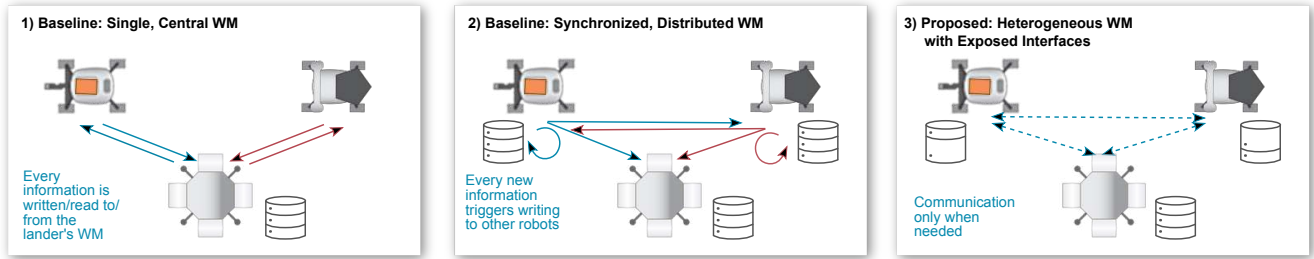 1) Baseline: Single, Central WM
Every
information is
written/read to/
from the
lander's WM
2) Baseline: Synchronized, Distributed WM
Every new
information
triggers writing
to other robots
3) Proposed: Heterogeneous WM
with Exposed Interfaces
Communication
only when
needed